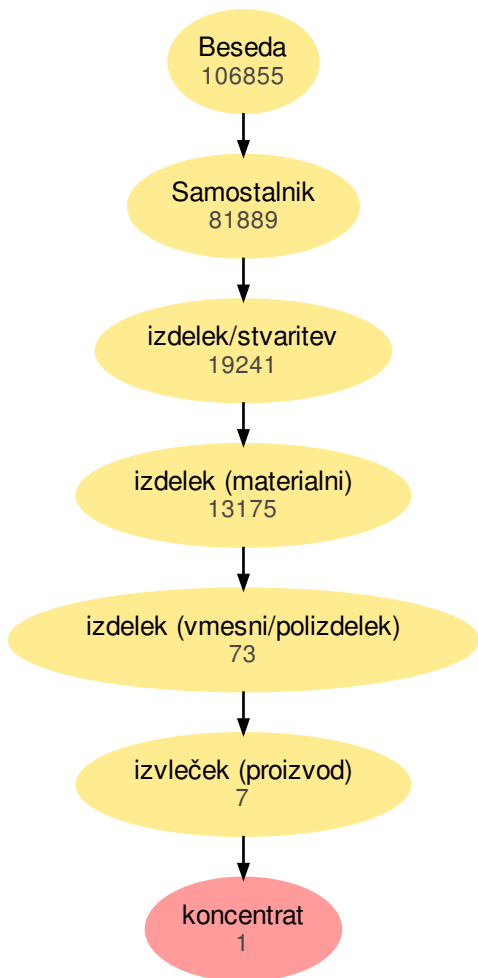 Beseda
106855
Samostalnik
81889
izdelek/stvaritev
19241
izdelek (materialni)
13175
izdelek (vmesni/polizdelek)
73
izvleček (proizvod)
7
koncentrat
1